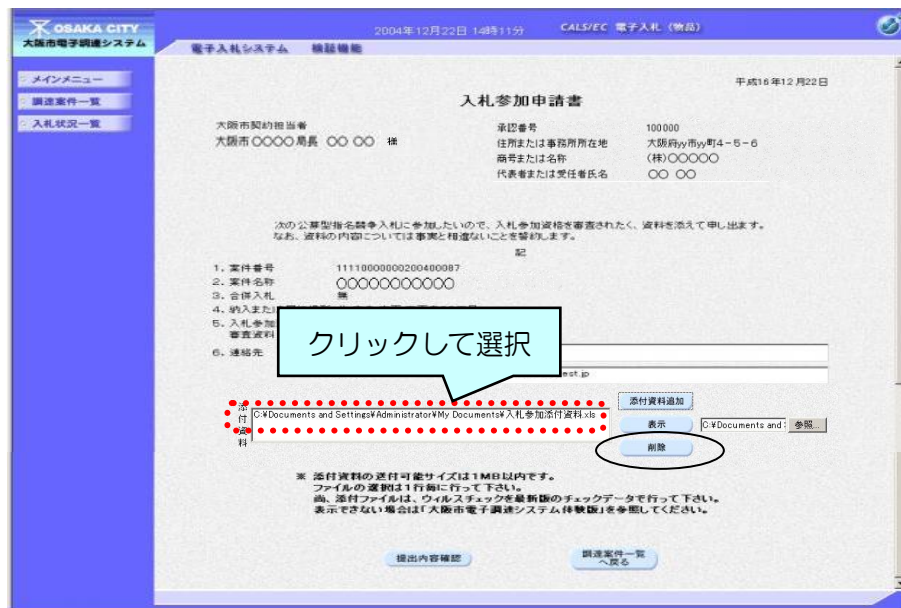 OSAKA CITY
大阪市電子調達システム
2004年12月22日 14時11分
CALS/EC 電子入札（物品）
電子入札システム 検証機能
メインメニュー
調達案件一覧
入札状況一覧
平成16年12月22日
入札参加申請書
大阪市契約担当者
大阪市〇〇〇〇局長 〇〇 〇〇 様
承認番号 100000
住所または事務所所在地 大阪府yy市yy町4-5-6
商号または名称 (株)〇〇〇〇〇
代表者または受任者氏名 〇〇 〇〇
次の公募型指名競争入札に参加したいので、入札参加資格を審査されたく、資料を添えて申し出ます。
なお、資料の内容については事実と相違ないことを誓約します。
記
1. 案件番号 11110000000200400087
2. 案件名称 〇〇〇〇〇〇〇〇〇〇〇
3. 合併入札 無
4. 納入または
5. 入札参加
審査資料
6. 連絡先
クリックして選択
est.jp
添付資料
C:¥Documents and Settings¥Administrator¥My Documents¥入札参加添付資料.xls
添付資料追加
表示
C:¥Documents and
参照...
削除
※ 添付資料の送付可能サイズは1MB以内です。
ファイルの選択は1行毎に行って下さい。
尚、添付ファイルは、ウィルスチェックを最新版のチェックデータで行って下さい。
表示できない場合は「大阪市電子調達システム体験版」を参照してください。
提出内容確認
調達案件一覧
へ戻る